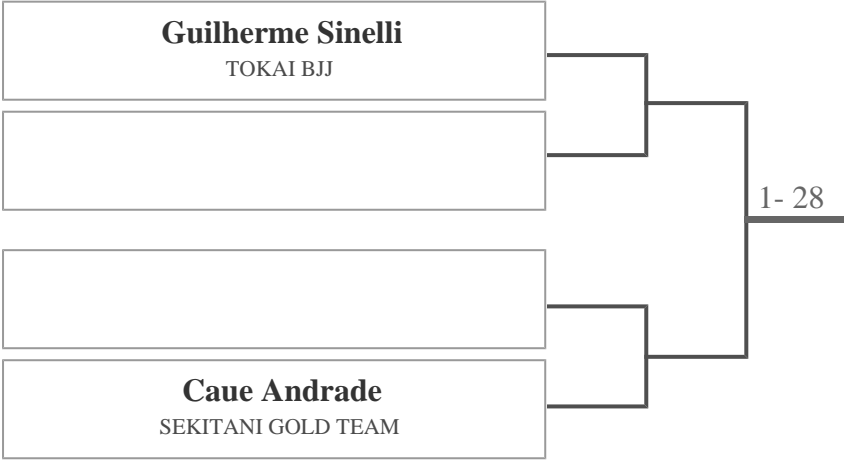 Guilherme Sinelli
TOKAI BJJ
1- 28
Caue Andrade
SEKITANI GOLD TEAM